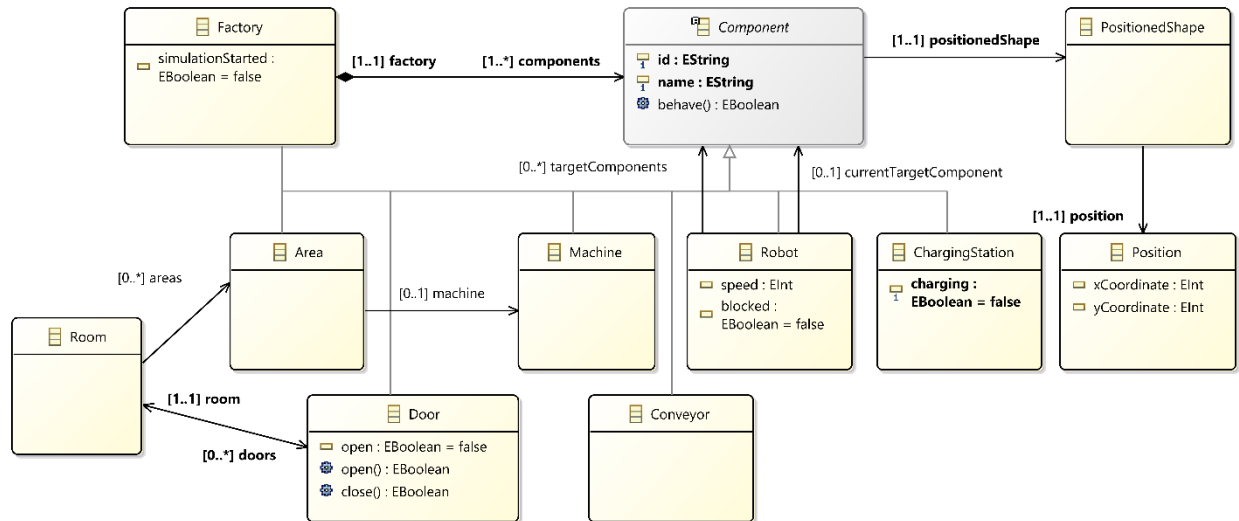 Factory
simulationStarted :
EBoolean = false
[1..1] factory
[1..*] components
Component
id : EString
name : EString
behave() : EBoolean
[1..1] positionedShape
PositionedShape
[0..*] targetComponents
[0..1] currentTargetComponent
[1..1] position
Area
Machine
Robot
speed : EInt
blocked :
EBoolean = false
ChargingStation
charging :
EBoolean = false
Position
xCoordinate : EInt
yCoordinate : EInt
[0..*] areas
[0..1] machine
Room
[1..1] room
[0..*] doors
Door
open : EBoolean = false
open() : EBoolean
close() : EBoolean
Conveyor